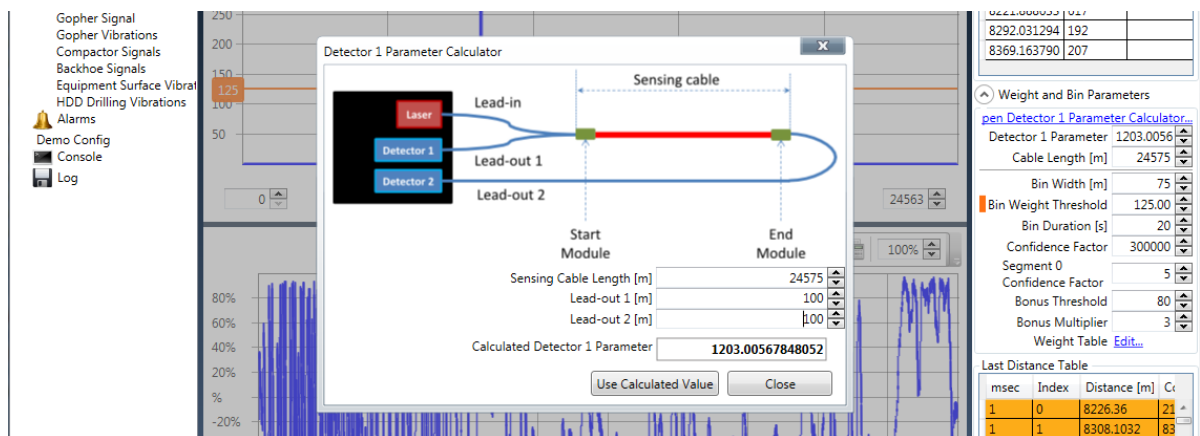 Gopher Signal
Gopher Vibrations
Compactor Signals
Backhoe Signals
Equipment Surface Vibrat
HDD Drilling Vibrations
Alarms
Demo Config
Console
Log
250
200
150
125
100
50
0
24563
100%
80%
60%
40%
20%
%
-20%
Detector 1 Parameter Calculator
X
Sensing cable
Lead-in
Laser
Detector 1
Lead-out 1
Detector 2
Lead-out 2
Start
Module
End
Module
Sensing Cable Length [m] 24575
Lead-out 1 [m] 100
Lead-out 2 [m] 100
Calculated Detector 1 Parameter 1203.00567848052
Use Calculated Value Close
8292.031294 192
8369.163790 207
Weight and Bin Parameters
pen Detector 1 Parameter Calculator...
Detector 1 Parameter 1203.0056
Cable Length [m] 24575
Bin Width [m] 75
Bin Weight Threshold 125.00
Bin Duration [s] 20
Confidence Factor 300000
Segment 0
Confidence Factor 5
Bonus Threshold 80
Bonus Multiplier 3
Weight Table Edit...
Last Distance Table
msec Index Distance [m] Co
1 0 8226.36 21
1 1 8308.1032 83